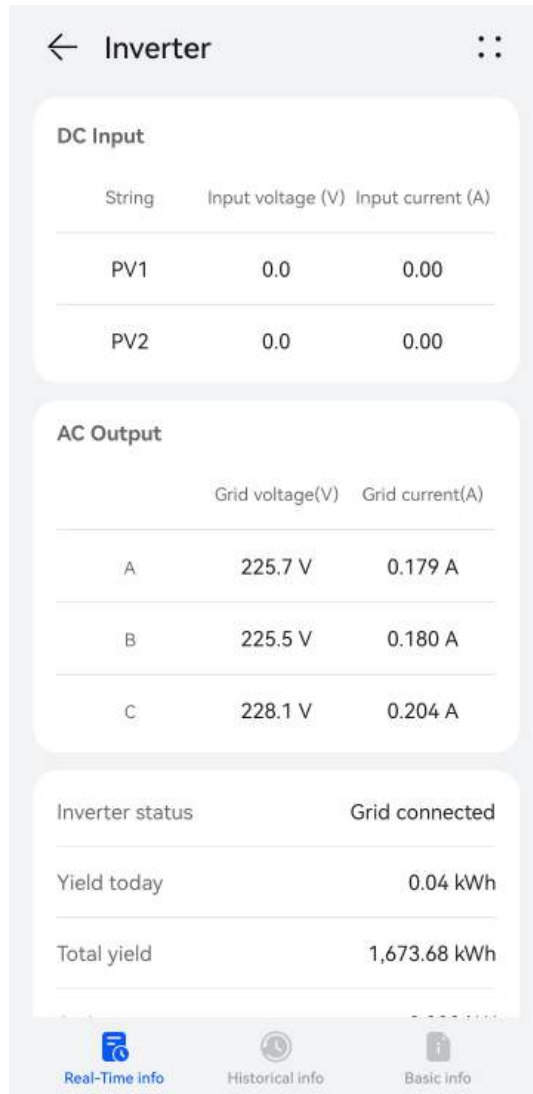 Inverter
DC Input
String Input voltage (V) Input current (A)
PV1 0.0 0.00
PV2 0.0 0.00
AC Output
Grid voltage(V) Grid current(A)
A 225.7 V 0.179 A
B 225.5 V 0.180 A
C 228.1 V 0.204 A
Inverter status Grid connected
Yield today 0.04 kWh
Total yield 1,673.68 kWh
Real-Time info Historical info Basic info